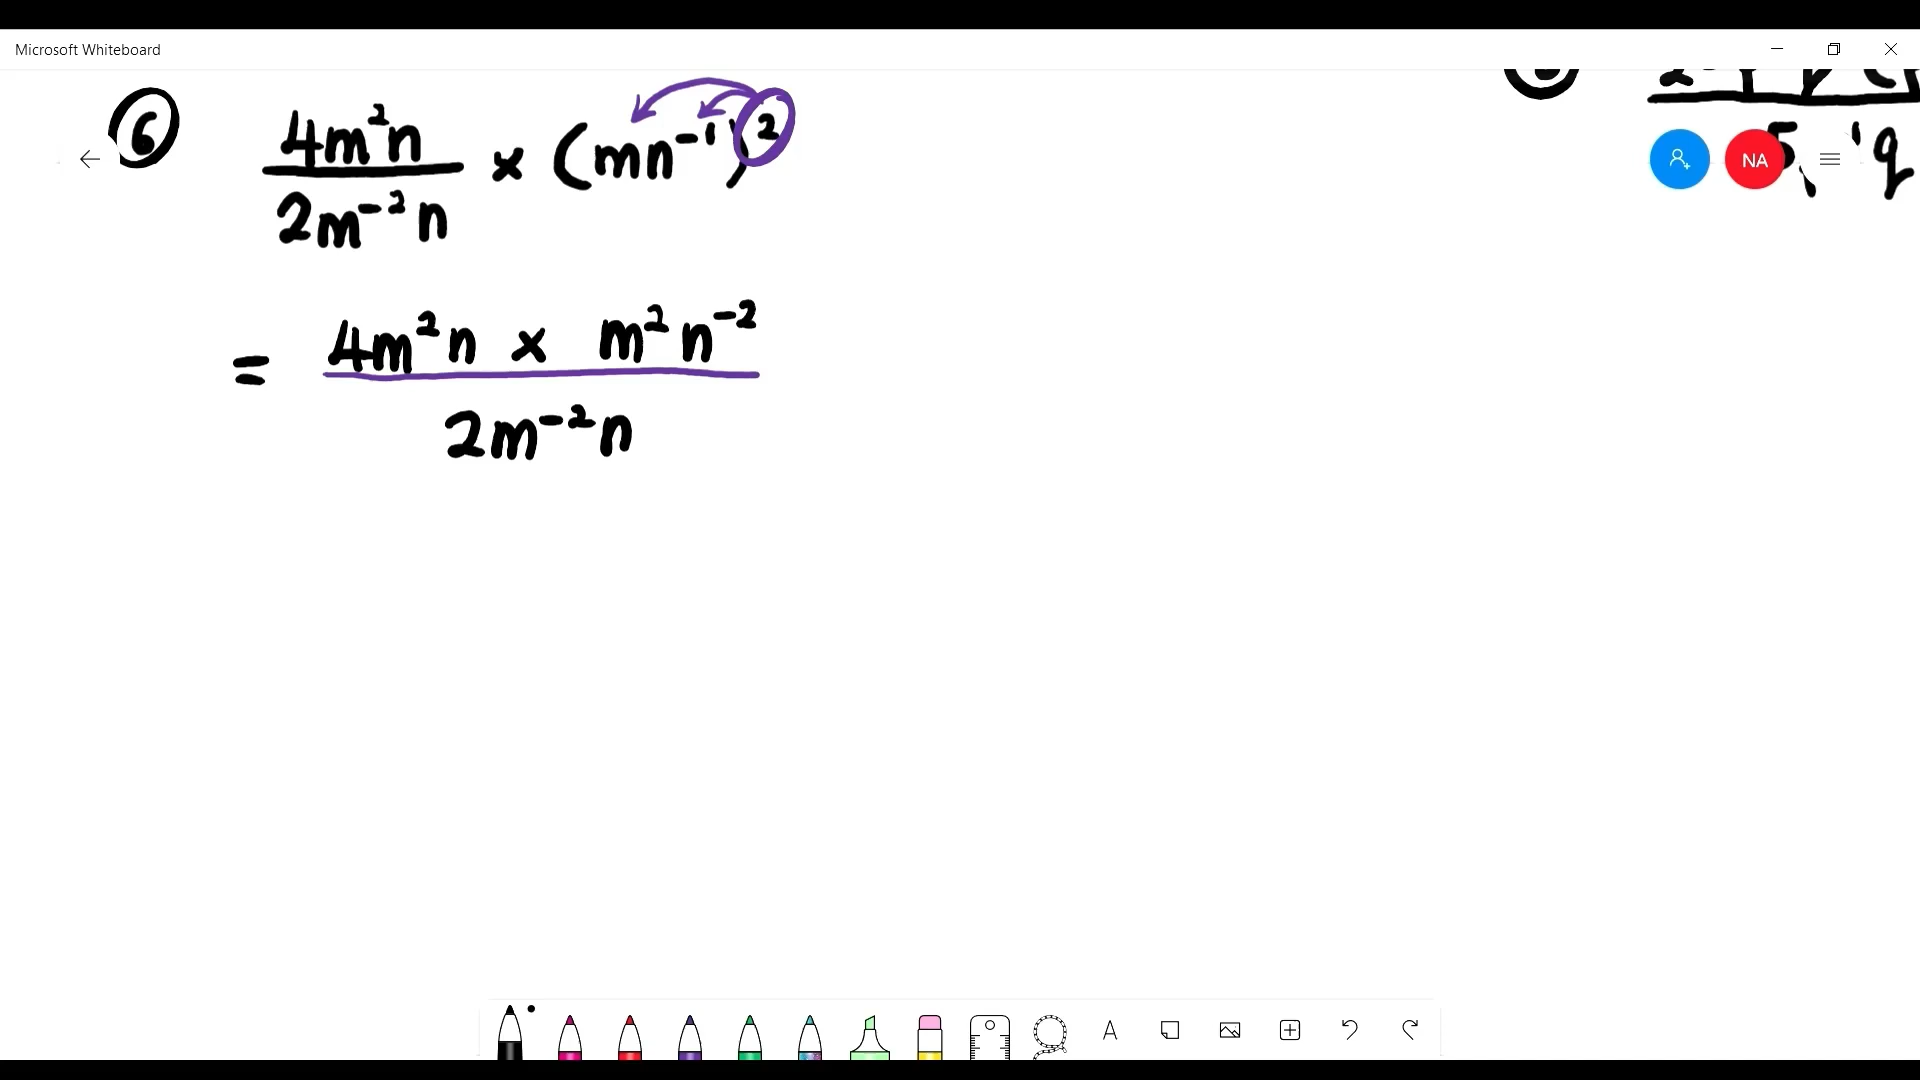 Microsoft Whiteboard
⑥ 4m²n / 2m⁻²n × (mn⁻¹)²
= 4m²n × m²n⁻² / 2m⁻²n
NA
A